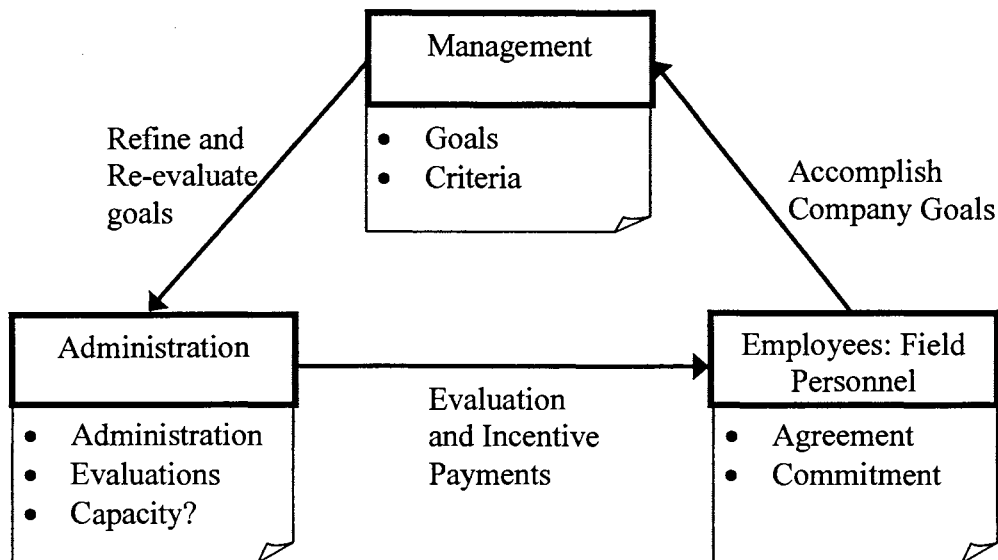 Management
• Goals
• Criteria
Refine and
Re-evaluate
goals
Accomplish
Company Goals
Administration
• Administration
• Evaluations
• Capacity?
Evaluation
and Incentive
Payments
Employees: Field
Personnel
• Agreement
• Commitment